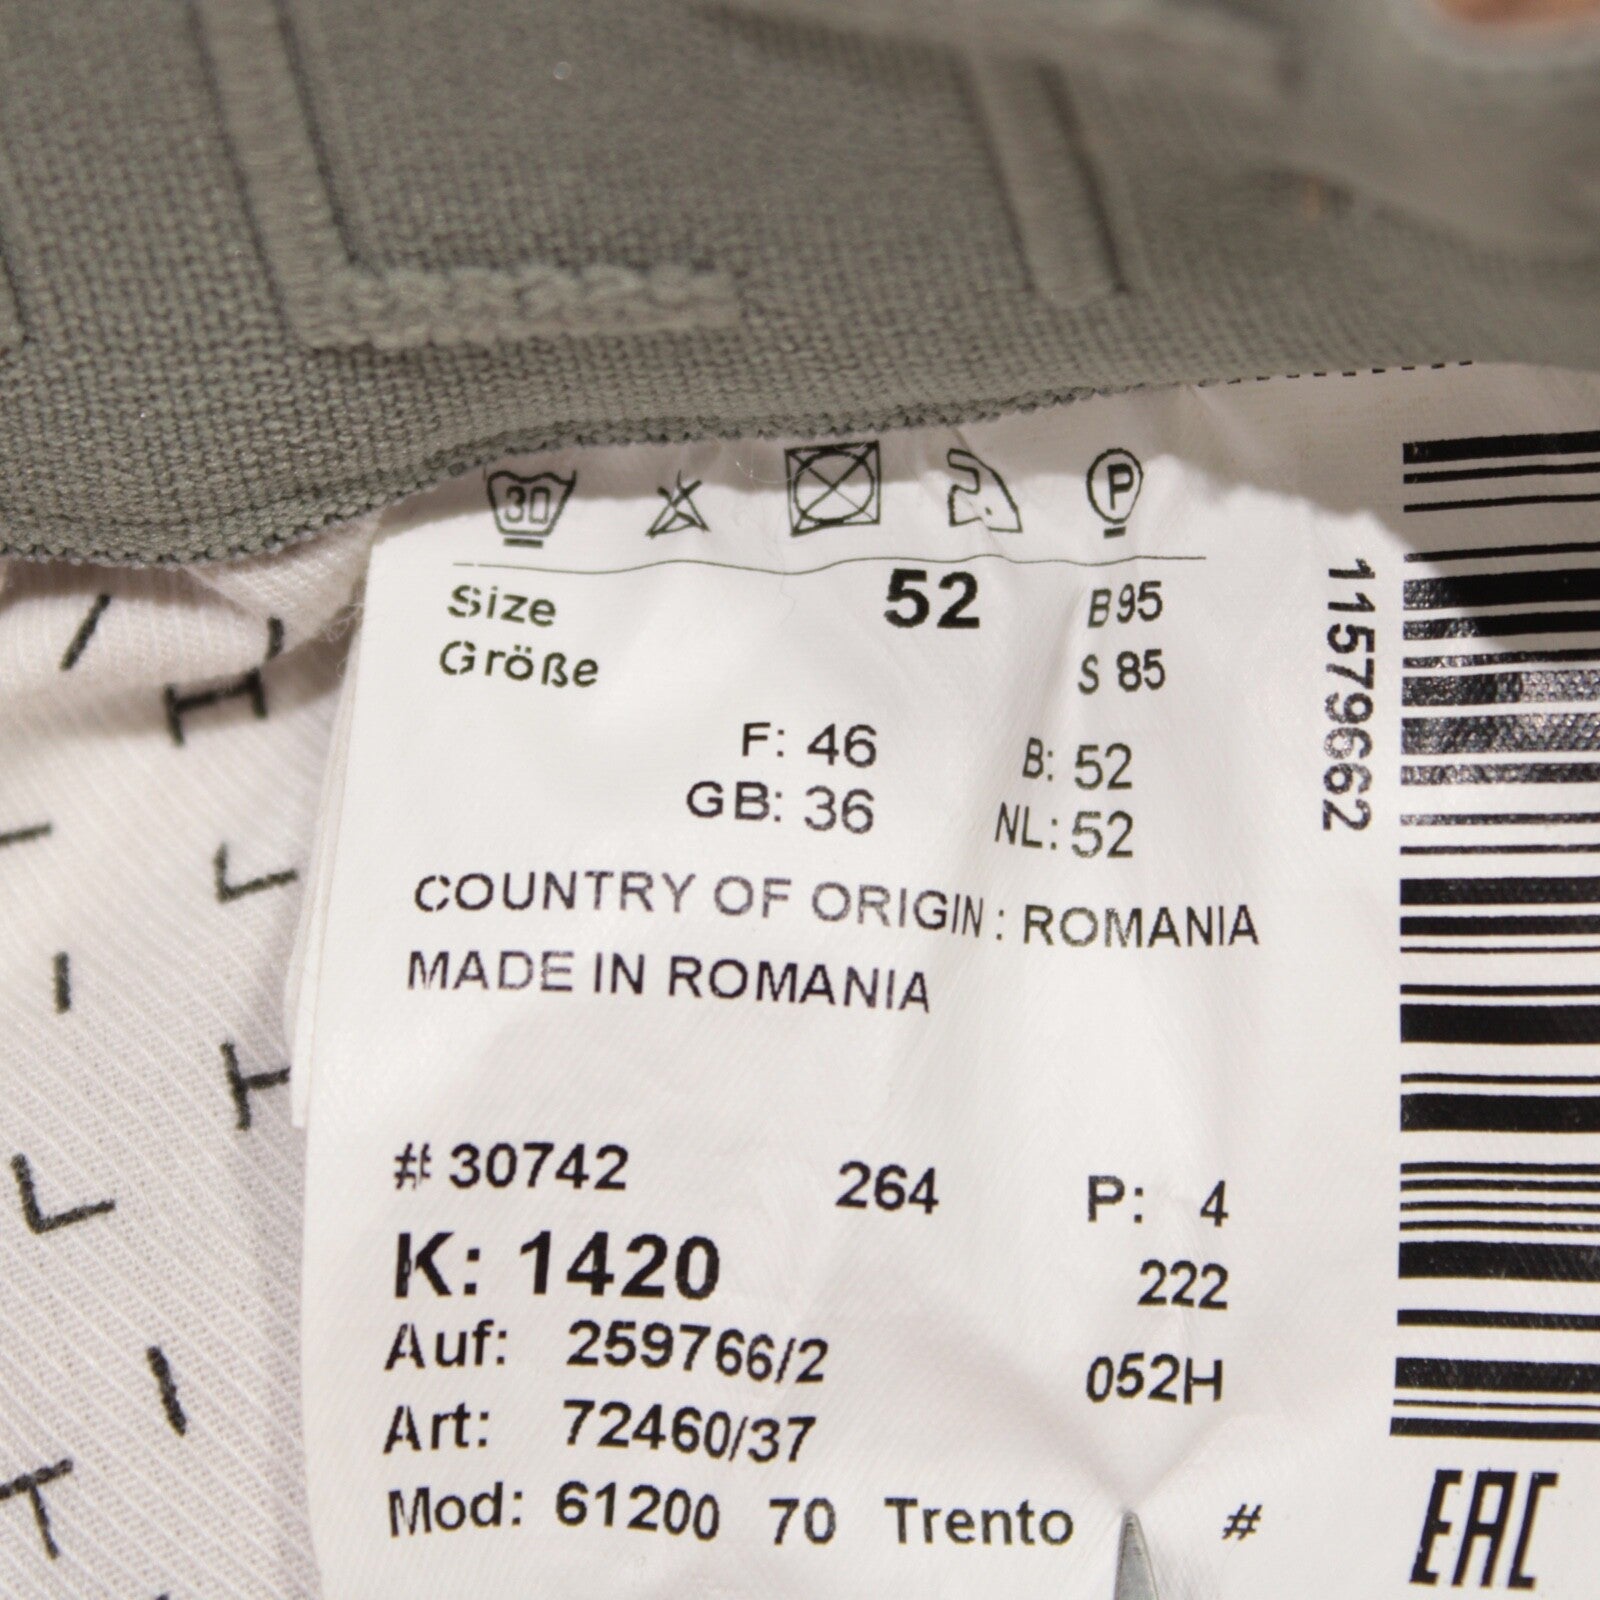 30 P
Size 52 B95
Größe S 85
F: 46 B: 52
GB: 36 NL: 52
COUNTRY OF ORIGIN : ROMANIA
MADE IN ROMANIA
# 30742 264 P: 4
K: 1420 222
Auf: 259766/2 052H
Art: 72460/37
Mod: 61200 70 Trento #
11579662
EAC